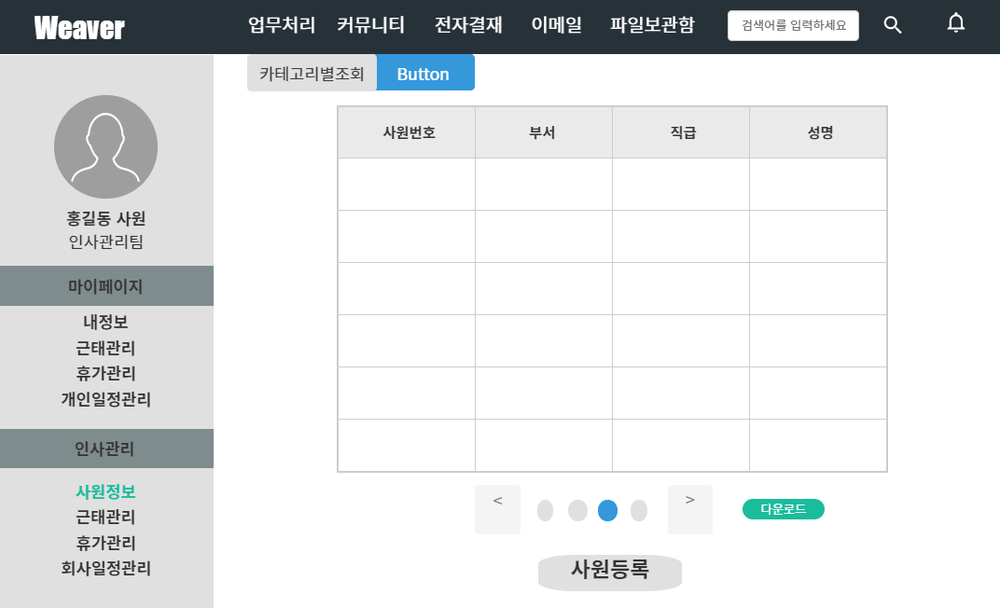 Weaver 업무처리 커뮤니티 전자결재 이메일 파일보관함 검색어를 입력하세요
카테고리별조회 Button
홍길동 사원
인사관리팀
마이페이지
내정보
근태관리
휴가관리
개인일정관리
인사관리
사원정보
근태관리
휴가관리
회사일정관리
사원번호 부서 직급 성명
< > 다운로드
사원등록